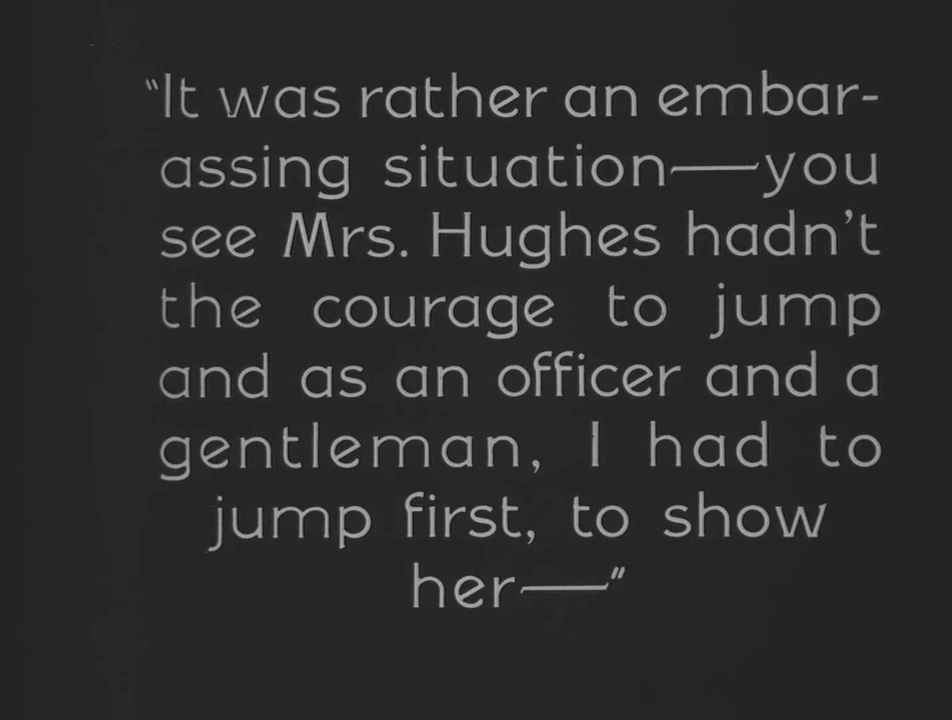 "It was rather an embar-
assing situation—you
see Mrs. Hughes hadn't
the courage to jump
and as an officer and a
gentleman, I had to
jump first, to show
her—"